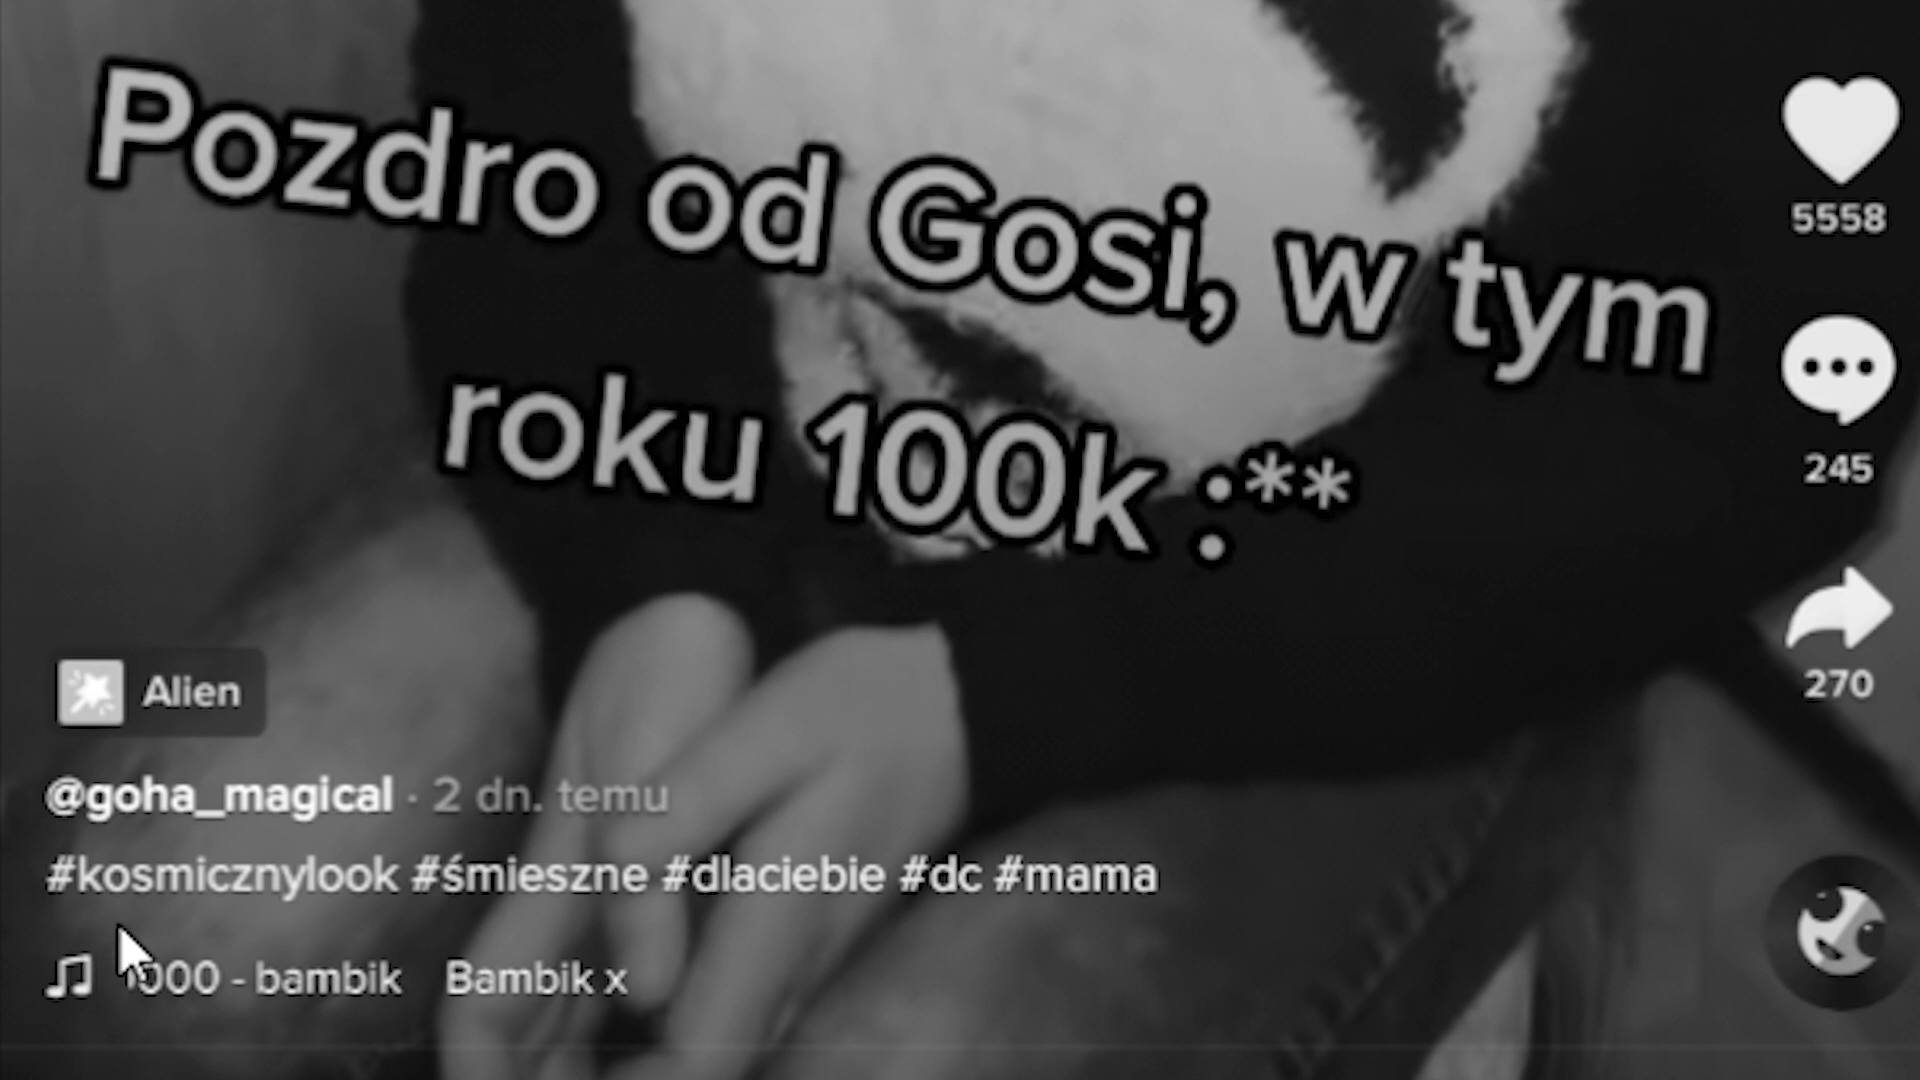 Pozdro od Gosi, w tym
roku 100k :**
5558
245
270
Alien
@goha_magical · 2 dn. temu
#kosmicznylook #śmieszne #dlaciebie #dc #mama
- bambik Bambik x